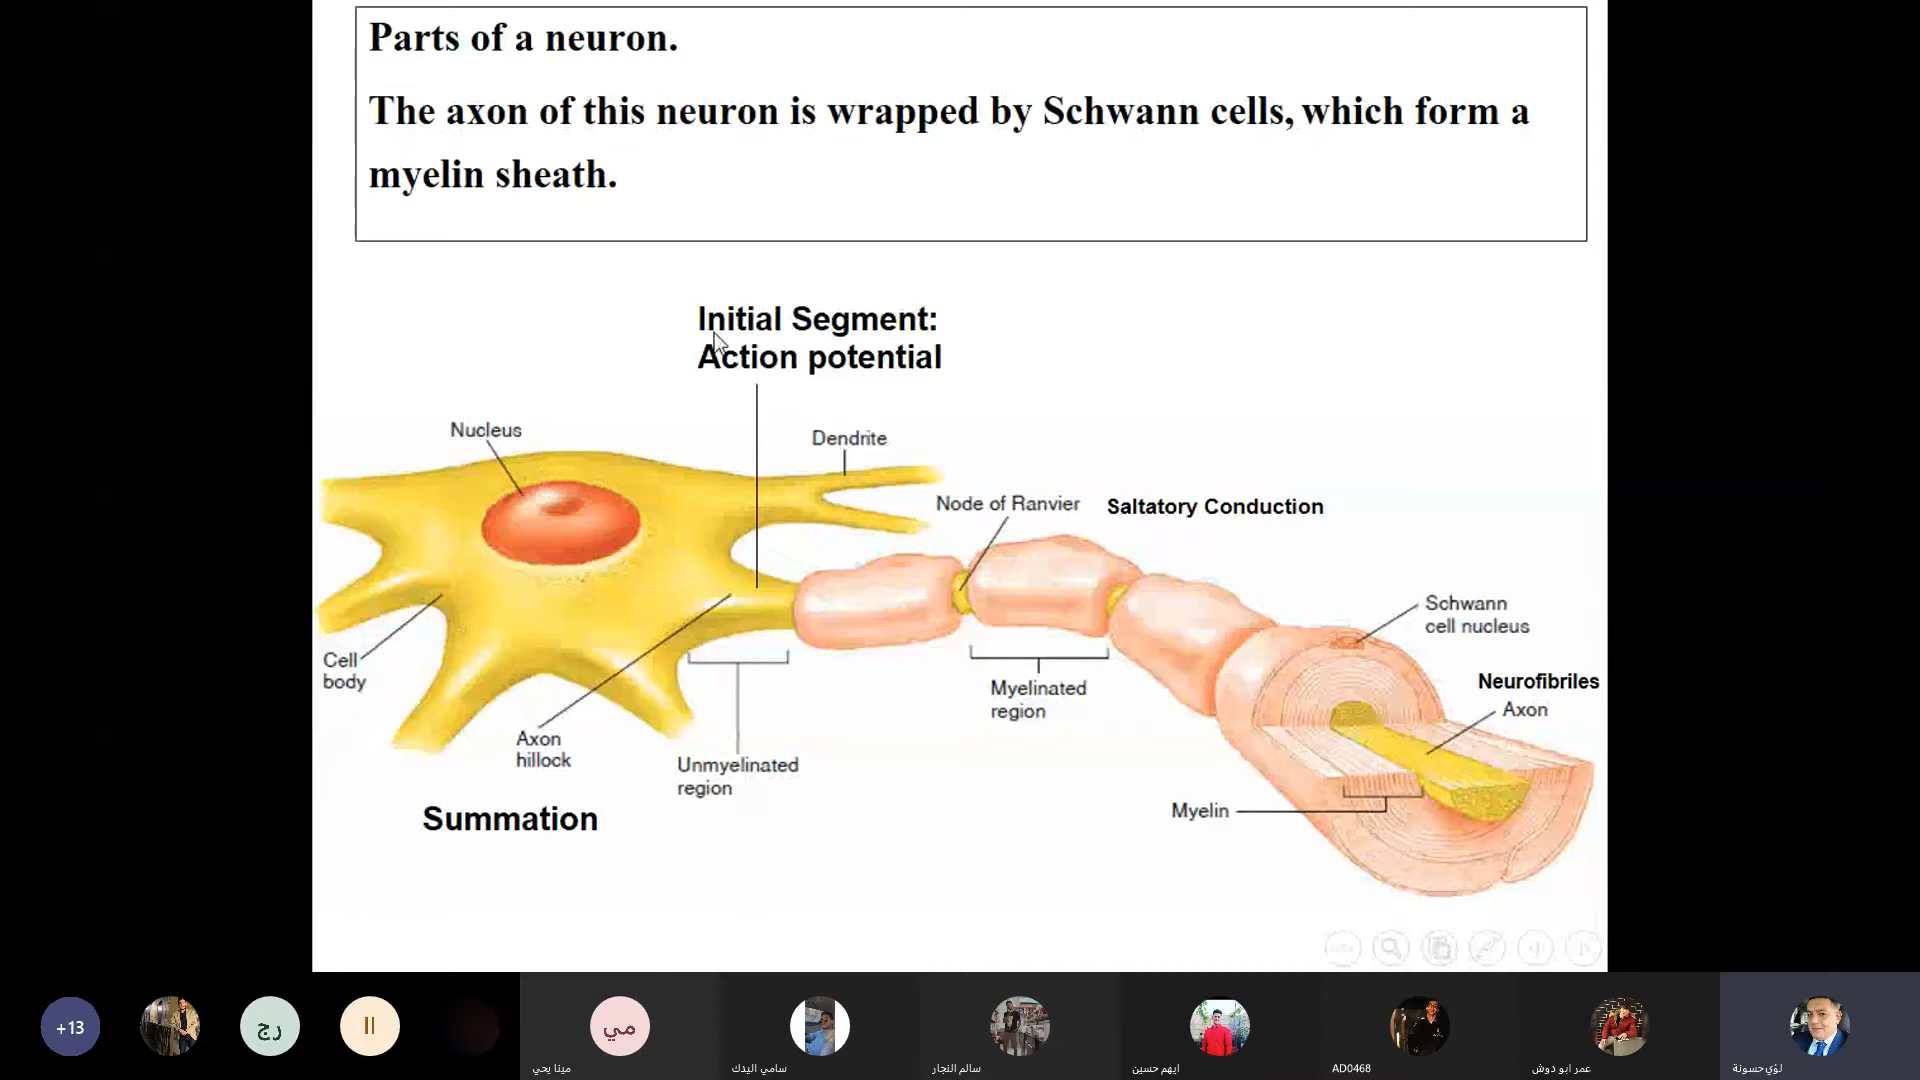 Parts of a neuron.
The axon of this neuron is wrapped by Schwann cells, which form a
myelin sheath.
Initial Segment:
Action potential
Nucleus
Dendrite
Node of Ranvier
Saltatory Conduction
Schwann
cell nucleus
Cell
body
Neurofibriles
Axon
Myelinated
region
Axon
hillock
Unmyelinated
region
Myelin
Summation
+13
رج
اا
مي
مينا يحي
سامي اليدك
سالم النجار
ايهم حسين
AD0468
عمر ابو دوش
لؤي حسونة